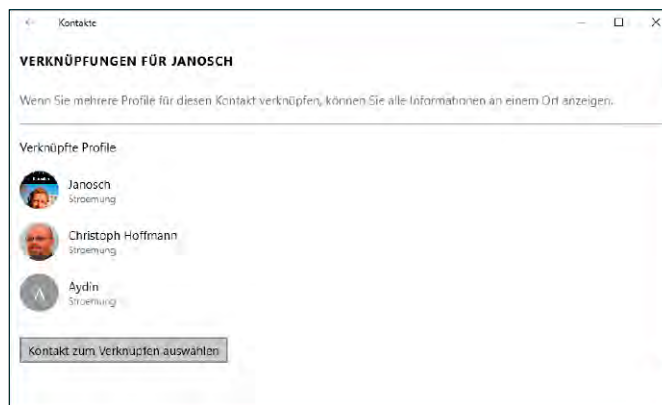 Kontakte
VERKNÜPFUNGEN FÜR JANOSCH
Wenn Sie mehrere Profile für diesen Kontakt verknüpfen, können Sie alle Informationen an einem Ort anzeigen.
Verknüpfte Profile
Janosch
Stroemung
Christoph Hoffmann
Stroemung
A
Aydin
Stroemung
Kontakt zum Verknüpfen auswählen